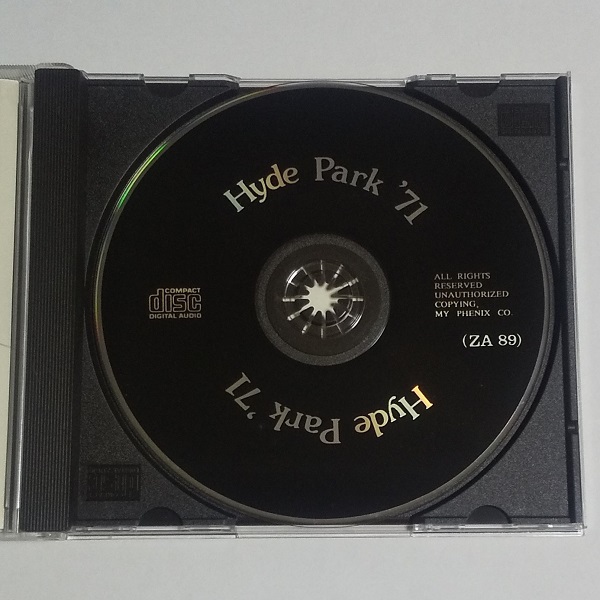 Hyde Park '71
COMPACT
disc
DIGITAL AUDIO
ALL RIGHTS
RESERVED
UNAUTHORIZED
COPYING,
MY PHENIX CO.
(ZA 89)
Hyde Park '71